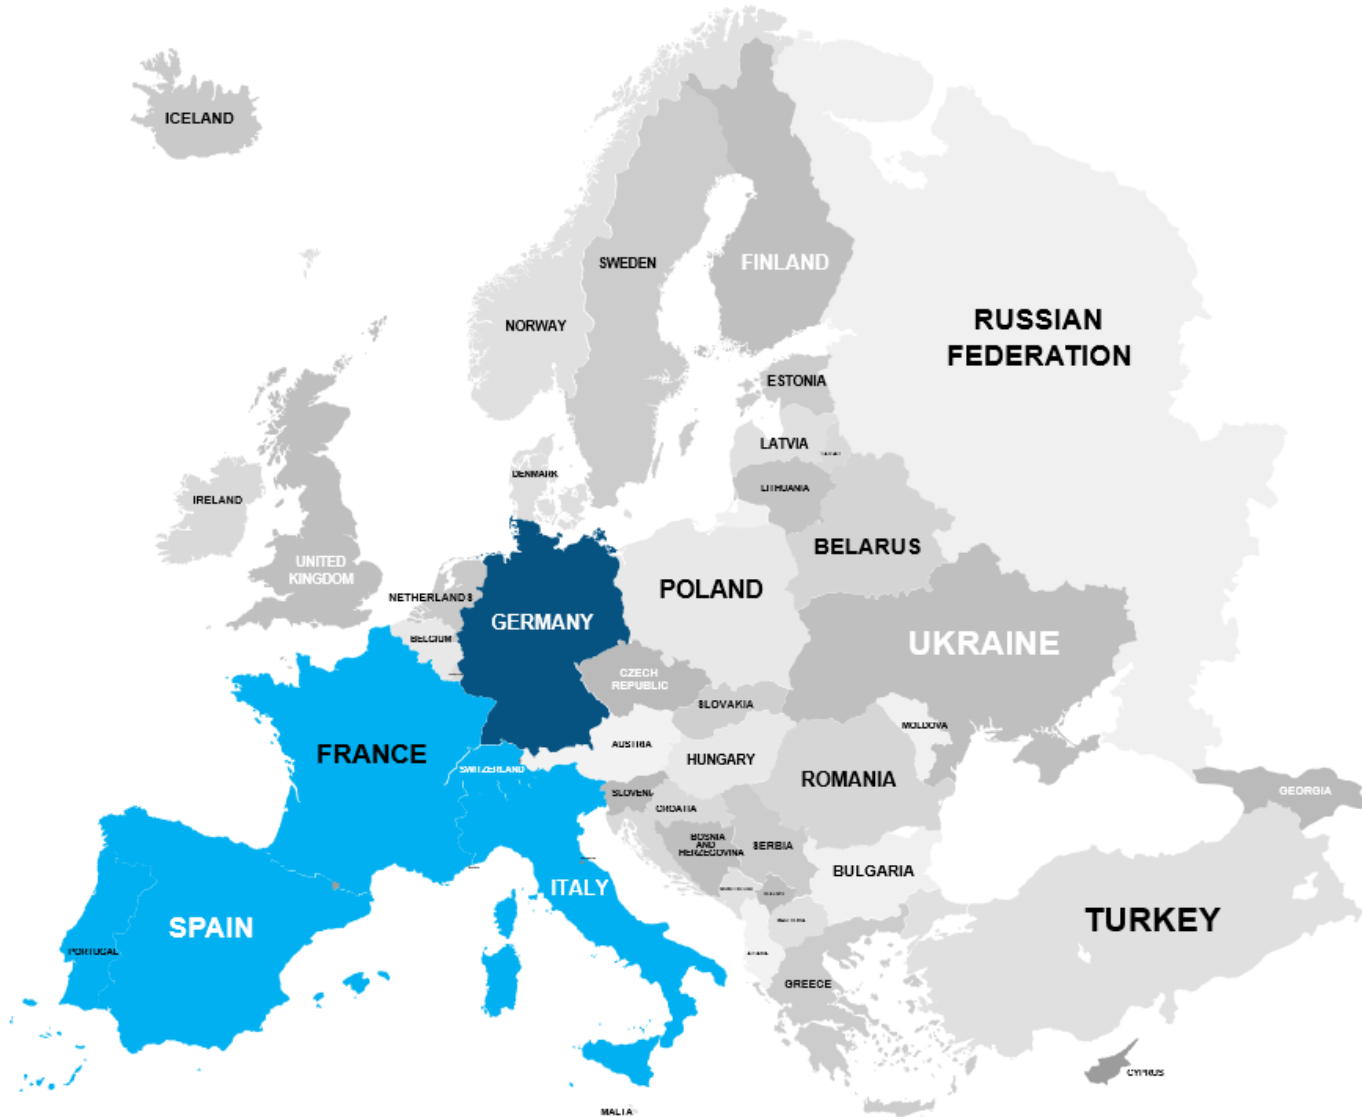 ICELAND
SWEDEN
FINLAND
NORWAY
RUSSIAN
FEDERATION
ESTONIA
LATVIA
DENMARK
LITHUANIA
IRELAND
BELARUS
UNITED
KINGDOM
POLAND
NETHERLANDS
GERMANY
BELGIUM
UKRAINE
CZECH
REPUBLIC
SLOVAKIA
MOLDOVA
FRANCE
AUSTRIA
HUNGARY
SWITZERLAND
ROMANIA
SLOVENI
GEORGIA
CROATIA
BOSNIA
AND
HERZEGOVINA
SERBIA
BULGARIA
ITALY
SPAIN
TURKEY
PORTUGAL
GREECE
CYPRUS
MALTA